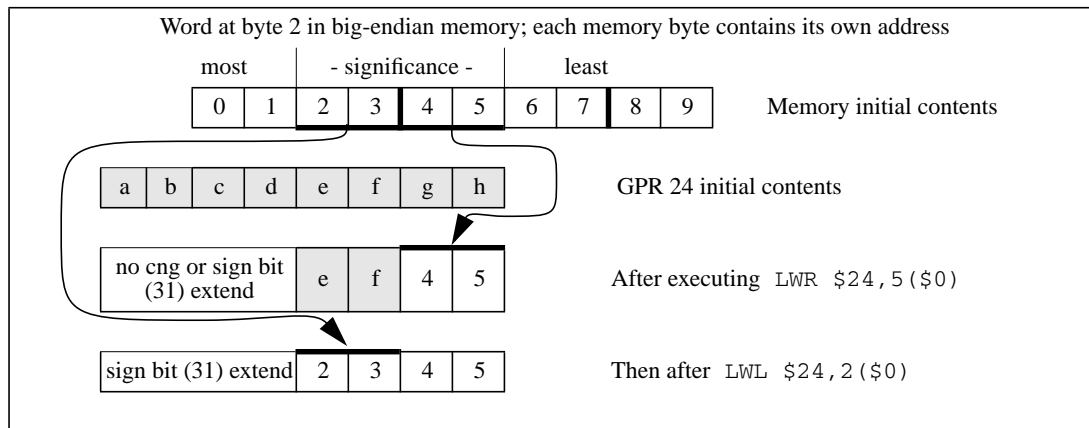 Word at byte 2 in big-endian memory; each memory byte contains its own address
most - significance - least
0 1 2 3 4 5 6 7 8 9 Memory initial contents
a b c d e f g h GPR 24 initial contents
no cng or sign bit
(31) extend e f 4 5 After executing LWR $24,5($0)
sign bit (31) extend 2 3 4 5 Then after LWL $24,2($0)